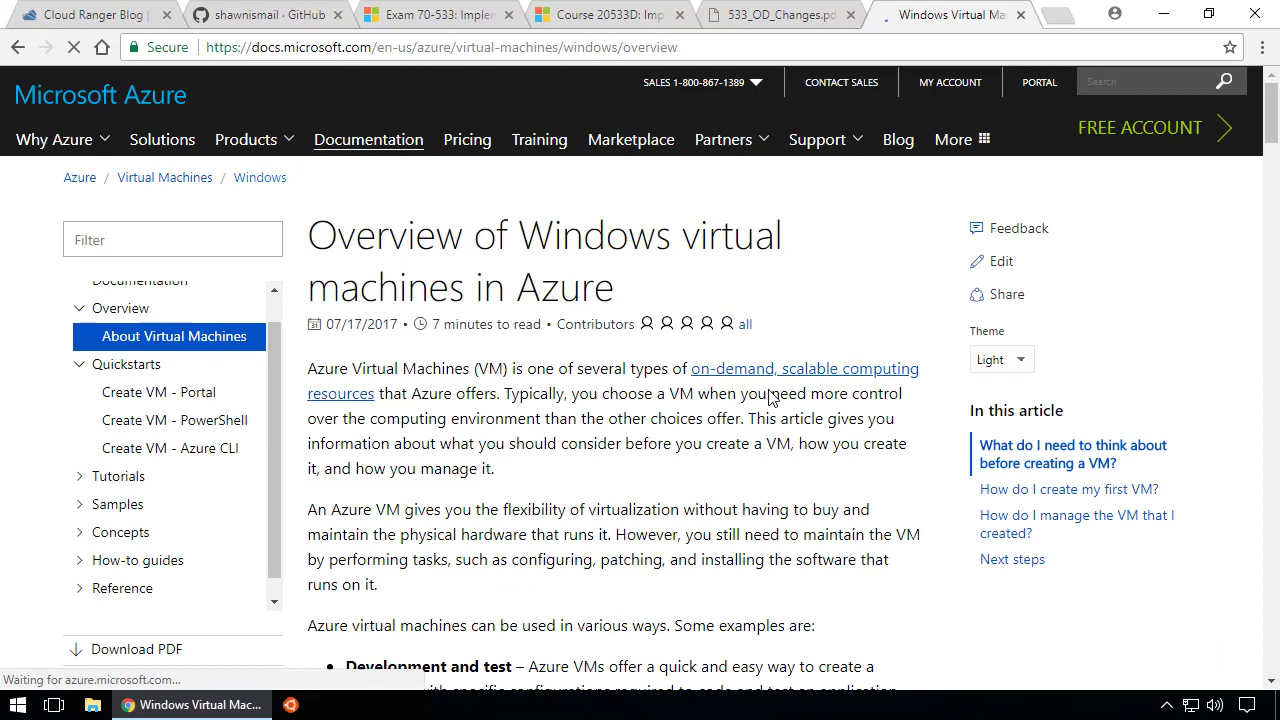 Cloud Ranger Blog |
shawnismail · GitHub
Exam 70-533: Implem
Course 20533D: Impl
533_OD_Changes.pd
Windows Virtual Ma
Secure
https://docs.microsoft.com/en-us/azure/virtual-machines/windows/overview
SALES 1-800-867-1389
CONTACT SALES
MY ACCOUNT
PORTAL
Search
Microsoft Azure
Why Azure
Solutions
Products
Documentation
Pricing
Training
Marketplace
Partners
Support
Blog
More
FREE ACCOUNT
Azure / Virtual Machines / Windows
Filter
Documentation
Overview
About Virtual Machines
Quickstarts
Create VM - Portal
Create VM - PowerShell
Create VM - Azure CLI
Tutorials
Samples
Concepts
How-to guides
Reference
Download PDF
Overview of Windows virtual
machines in Azure
07/17/2017 • 7 minutes to read • Contributors all
Azure Virtual Machines (VM) is one of several types of on-demand, scalable computing
resources that Azure offers. Typically, you choose a VM when you need more control
over the computing environment than the other choices offer. This article gives you
information about what you should consider before you create a VM, how you create
it, and how you manage it.
An Azure VM gives you the flexibility of virtualization without having to buy and
maintain the physical hardware that runs it. However, you still need to maintain the VM
by performing tasks, such as configuring, patching, and installing the software that
runs on it.
Azure virtual machines can be used in various ways. Some examples are:
• Development and test – Azure VMs offer a quick and easy way to create a
with specific configurations required to code and test an application
Feedback
Edit
Share
Theme
Light
In this article
What do I need to think about
before creating a VM?
How do I create my first VM?
How do I manage the VM that I
created?
Next steps
Waiting for azure.microsoft.com...
Windows Virtual Mac...